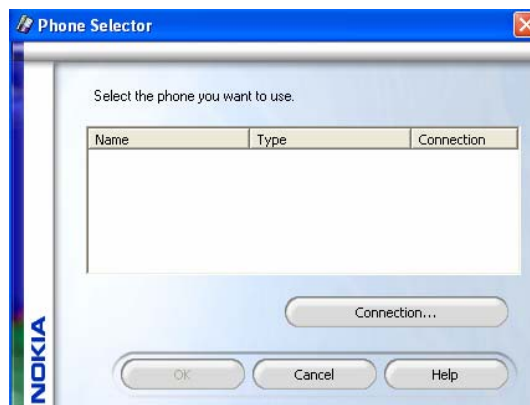 Phone Selector
Select the phone you want to use.
Name Type Connection
Connection...
OK Cancel Help
NOKIA